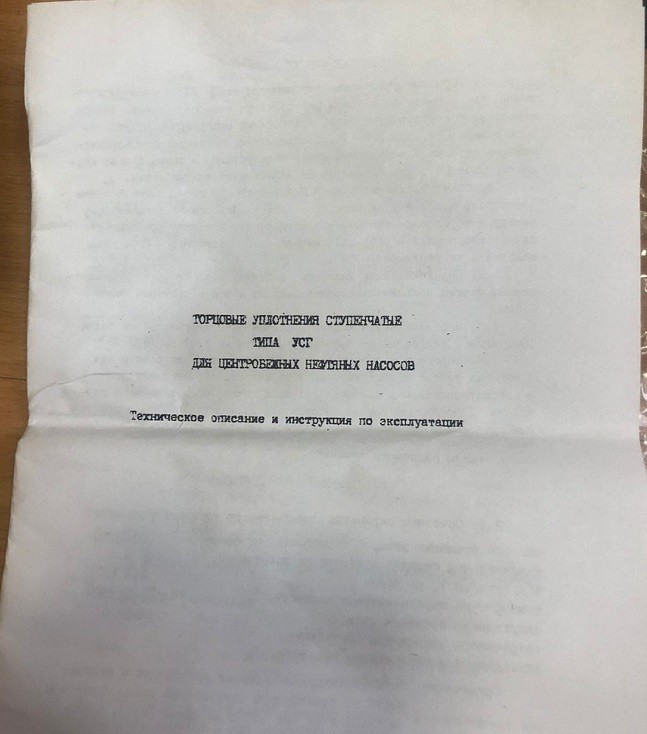 ТОРЦОВЫЕ УПЛОТНЕНИЯ СТУПЕНЧАТЫЕ
ТИПА УСГ
ДЛЯ ЦЕНТРОБЕЖНЫХ НЕФТЯНЫХ НАСОСОВ
Техническое описание и инструкция по эксплуатации